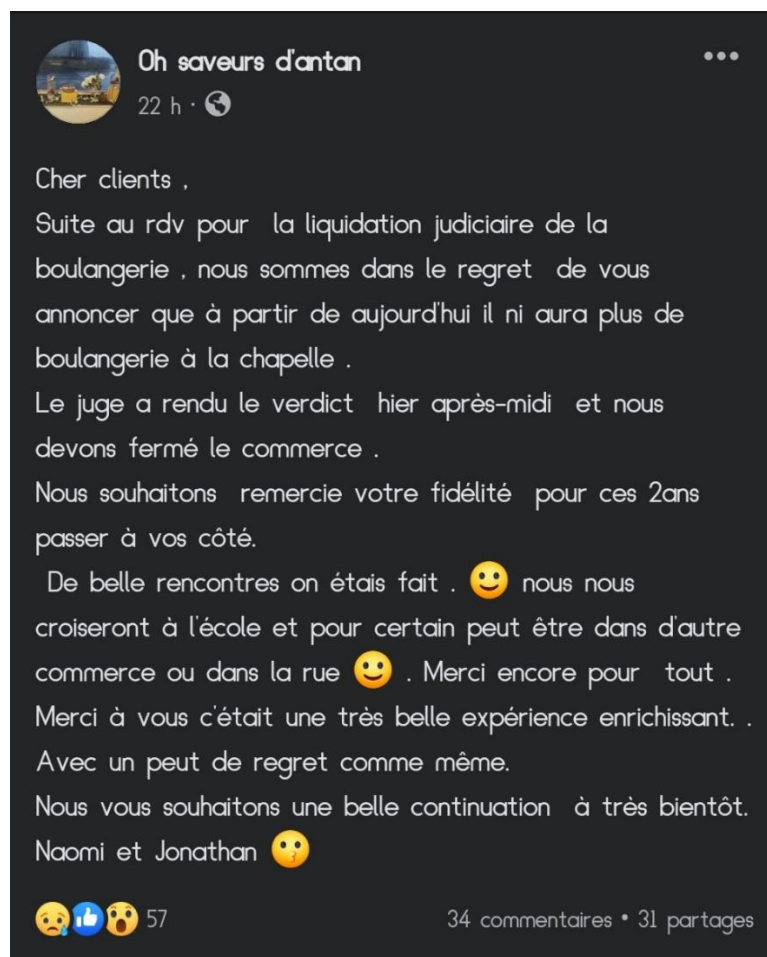 Oh saveurs d'antan
22 h ·
Cher clients ,
Suite au rdv pour la liquidation judiciaire de la
boulangerie , nous sommes dans le regret de vous
annoncer que à partir de aujourd'hui il ni aura plus de
boulangerie à la chapelle .
Le juge a rendu le verdict hier après-midi et nous
devons fermé le commerce .
Nous souhaitons remercie votre fidélité pour ces 2ans
passer à vos côté.
De belle rencontres on étais fait . 🙂 nous nous
croiseront à l'école et pour certain peut être dans d'autre
commerce ou dans la rue 🙂 . Merci encore pour tout .
Merci à vous c'était une très belle expérience enrichissant. .
Avec un peut de regret comme même.
Nous vous souhaitons une belle continuation à très bientôt.
Naomi et Jonathan 😗
57
34 commentaires • 31 partages